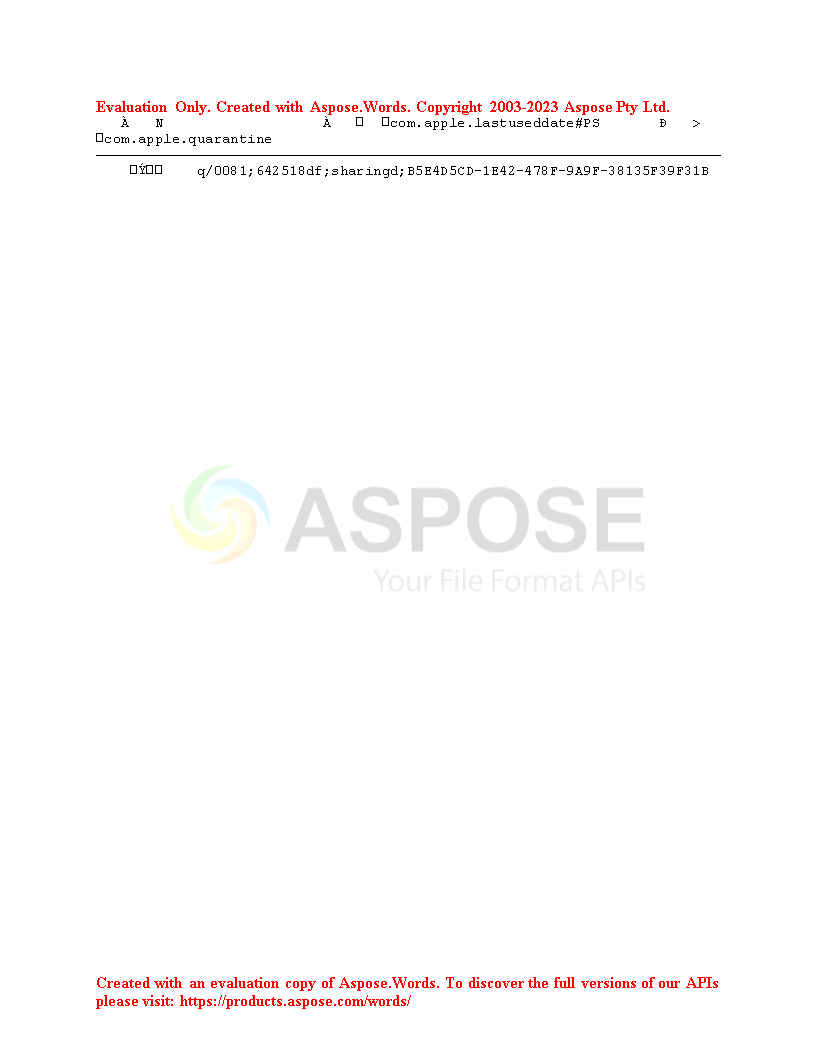 Evaluation Only. Created with Aspose.Words. Copyright 2003-2023 Aspose Pty Ltd.
À N À com.apple.lastuseddate#PS Ð >
com.apple.quarantine
Ý q/0081;642518df;sharingd;B5E4D5CD-1E42-478F-9A9F-38135F39F31B
ASPOSE
Your File Format APIs
Created with an evaluation copy of Aspose.Words. To discover the full versions of our APIs
please visit: https://products.aspose.com/words/